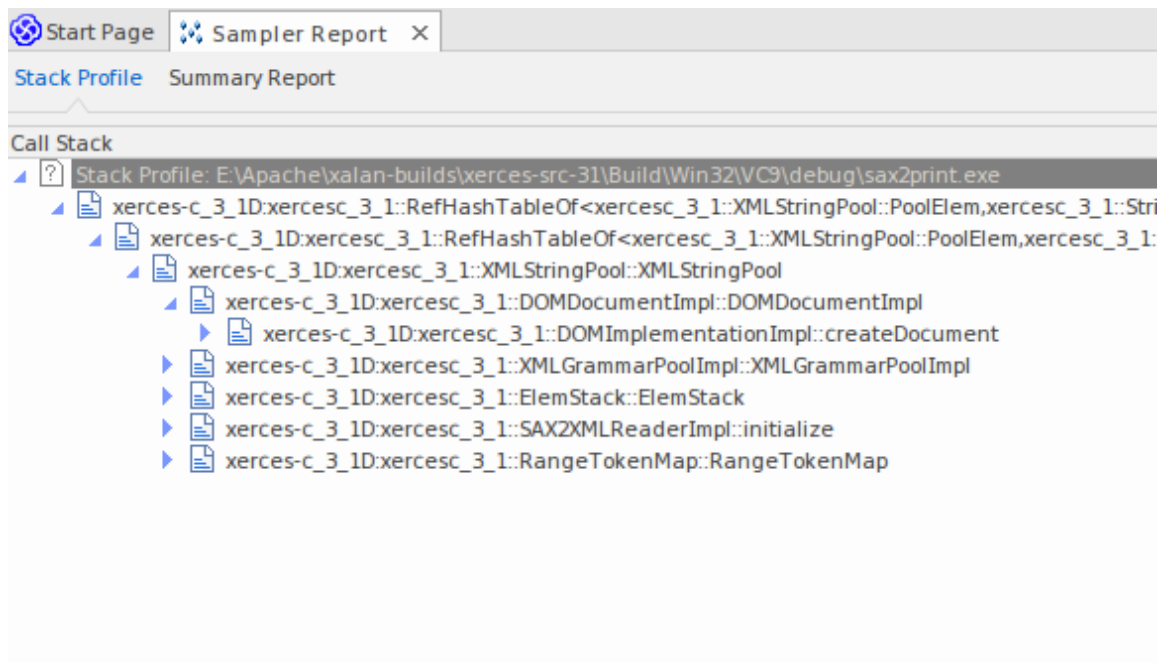 Start Page Sampler Report
Stack Profile Summary Report
Call Stack
Stack Profile: E:\Apache\xalan-builds\xerces-src-31\Build\Win32\VC9\debug\sax2print.exe
xerces-c_3_1D:xercesc_3_1::RefHashTableOf<xercesc_3_1::XMLStringPool::PoolElem,xercesc_3_1::Stri
xerces-c_3_1D:xercesc_3_1::RefHashTableOf<xercesc_3_1::XMLStringPool::PoolElem,xercesc_3_1:
xerces-c_3_1D:xercesc_3_1::XMLStringPool::XMLStringPool
xerces-c_3_1D:xercesc_3_1::DOMDocumentImpl::DOMDocumentImpl
xerces-c_3_1D:xercesc_3_1::DOMImplementationImpl::createDocument
xerces-c_3_1D:xercesc_3_1::XMLGrammarPoolImpl::XMLGrammarPoolImpl
xerces-c_3_1D:xercesc_3_1::ElemStack::ElemStack
xerces-c_3_1D:xercesc_3_1::SAX2XMLReaderImpl::initialize
xerces-c_3_1D:xercesc_3_1::RangeTokenMap::RangeTokenMap